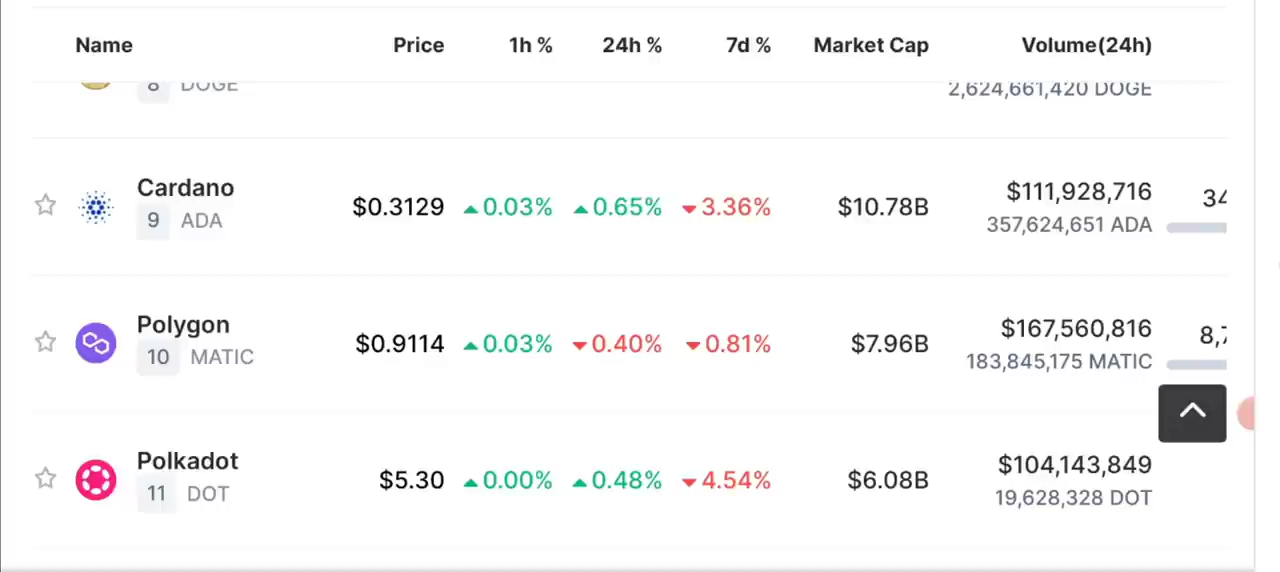 Name Price 1h % 24h % 7d % Market Cap Volume(24h)
8 DOGE 2,624,661,420 DOGE
Cardano
9 ADA
$0.3129 0.03% 0.65% 3.36% $10.78B $111,928,716
357,624,651 ADA
34
Polygon
10 MATIC
$0.9114 0.03% 0.40% 0.81% $7.96B $167,560,816
183,845,175 MATIC
8,7
Polkadot
11 DOT
$5.30 0.00% 0.48% 4.54% $6.08B $104,143,849
19,628,328 DOT